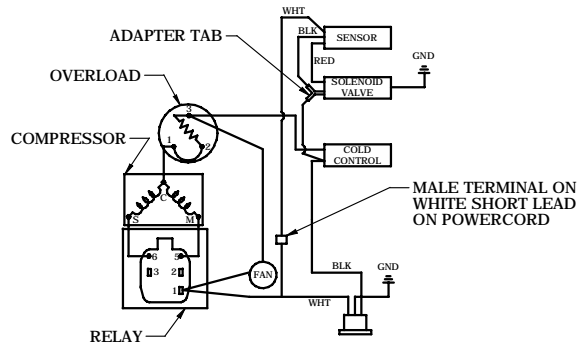 WHT
BLK
SENSOR
ADAPTER TAB
RED
GND
SOLENOID
VALVE
OVERLOAD
3
1
2
COMPRESSOR
COLD
CONTROL
C
S
M
MALE TERMINAL ON
WHITE SHORT LEAD
ON POWERCORD
6
5
3
2
FAN
BLK
GND
1
WHT
RELAY